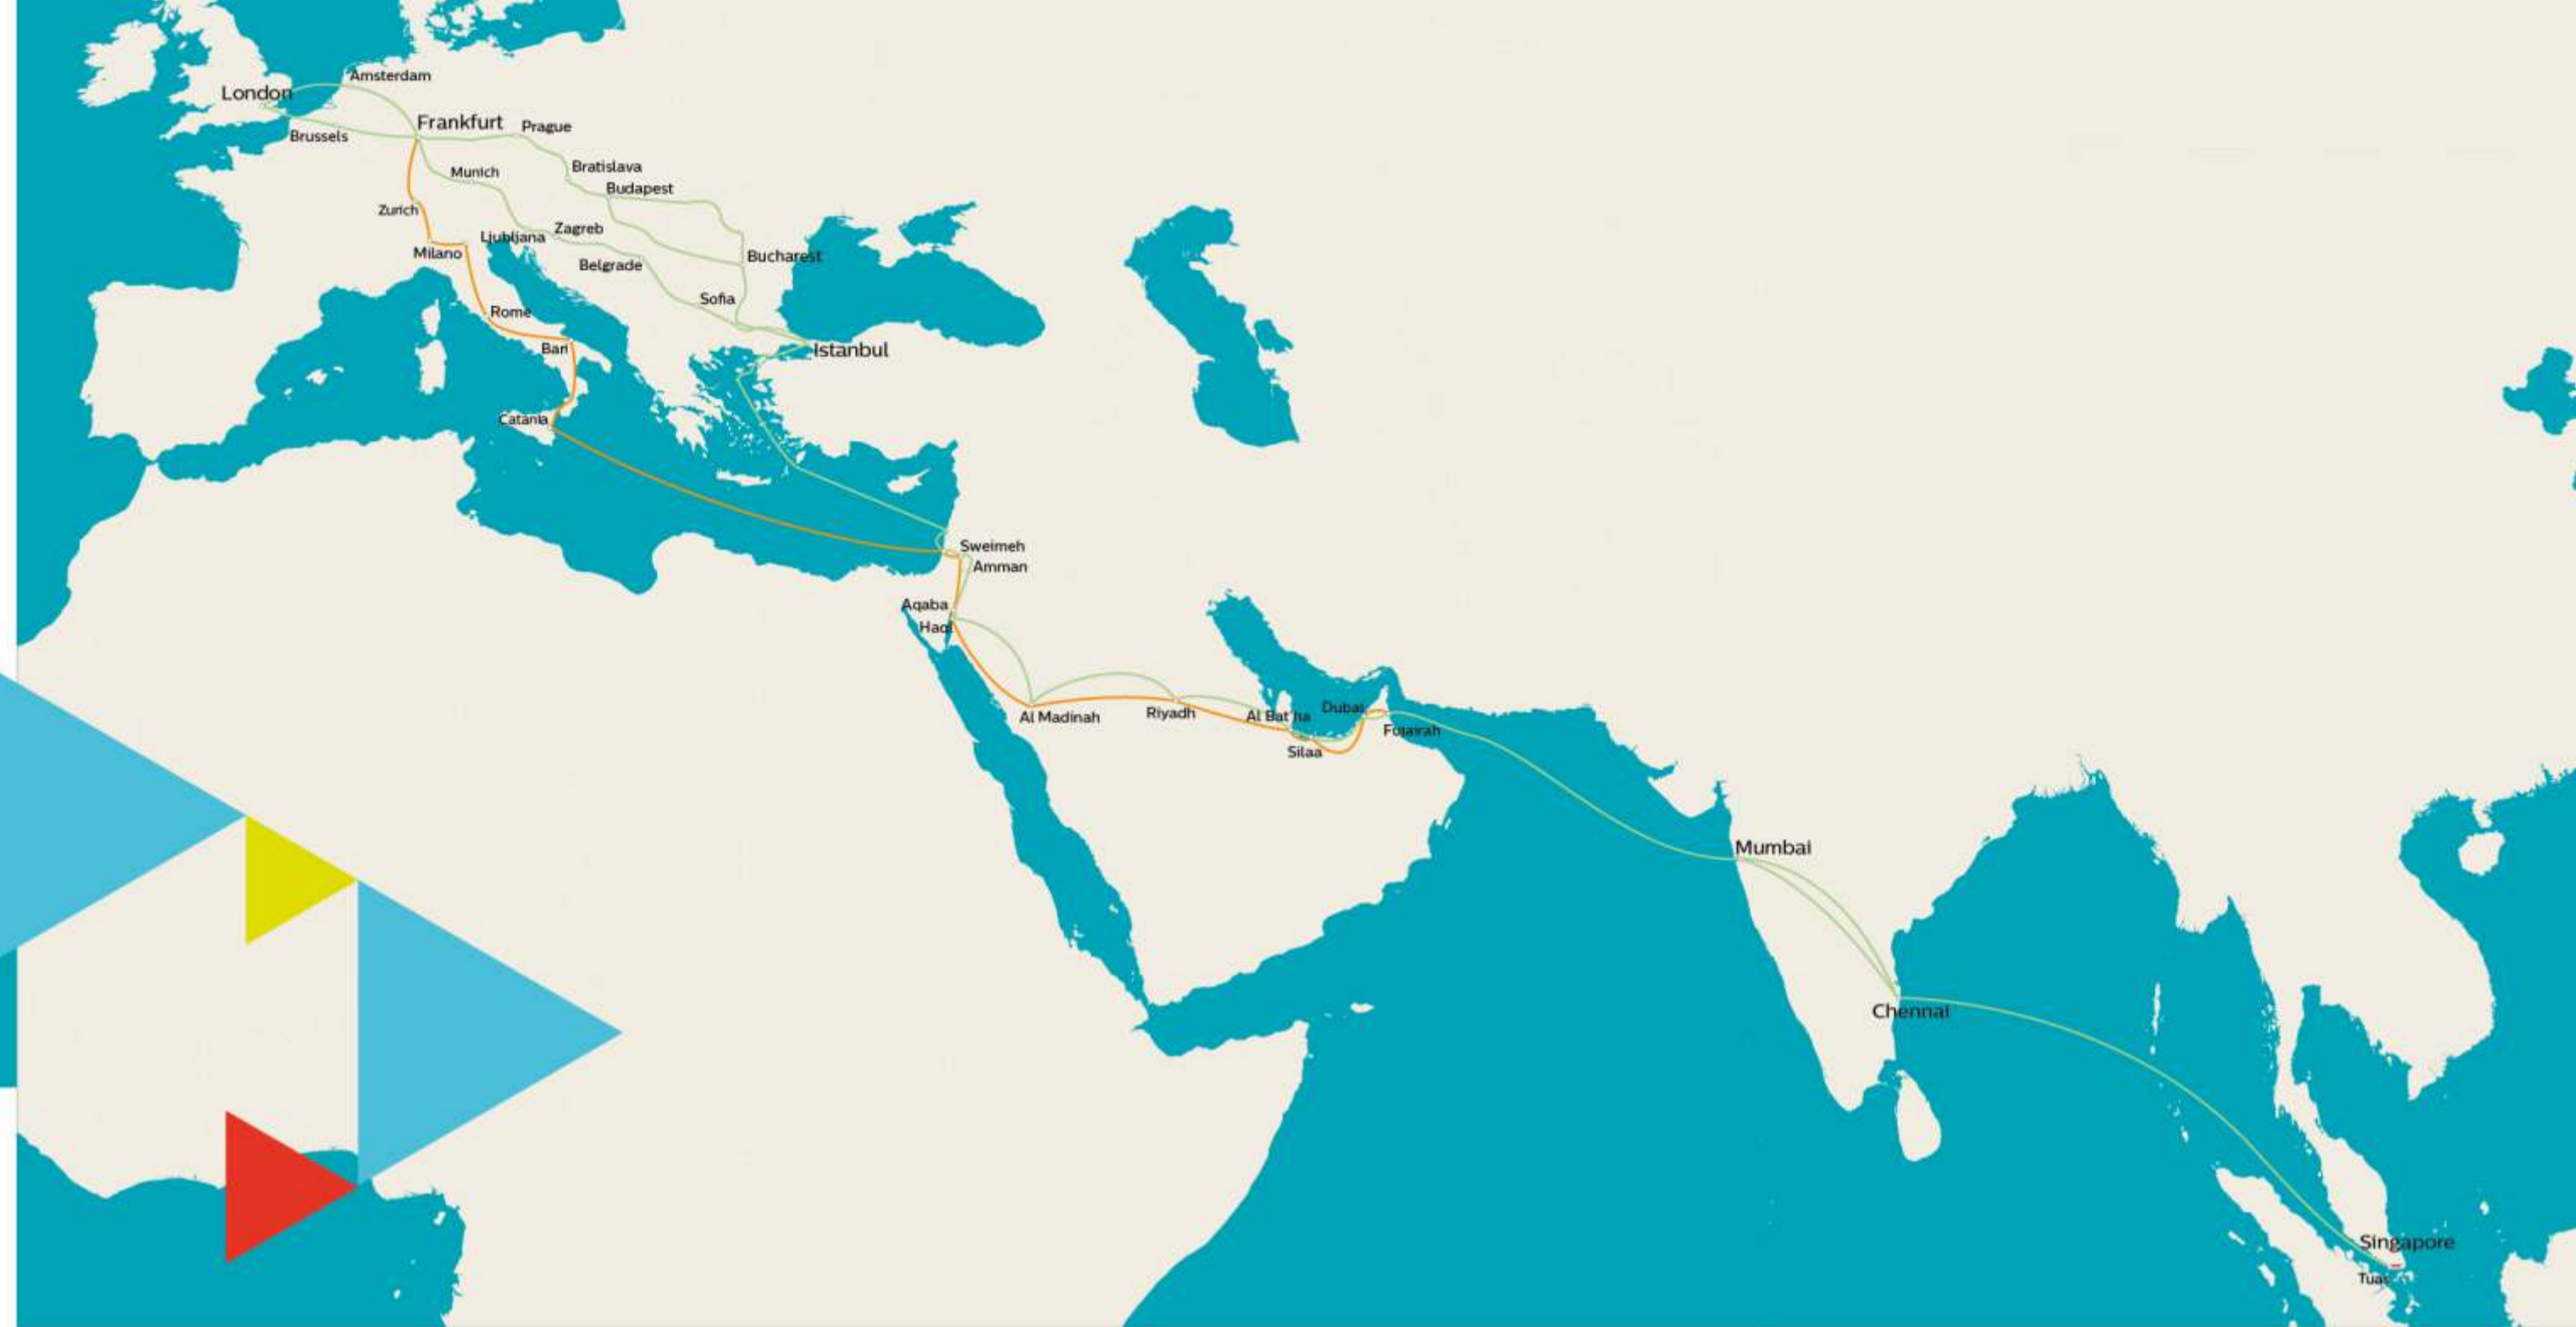 Amsterdam
London
Frankfurt
Prague
Brussels
Bratislava
Munich
Budapest
Zurich
Zagreb
Ljubljana
Milano
Bucharest
Belgrade
Sofia
Rome
Bari
Istanbul
Catania
Sweimeh
Amman
Aqaba
Haql
Al Madinah
Riyadh
Al Bat'ha
Dubai
Fujairah
Silaa
Mumbai
Chennai
Singapore
Tuas